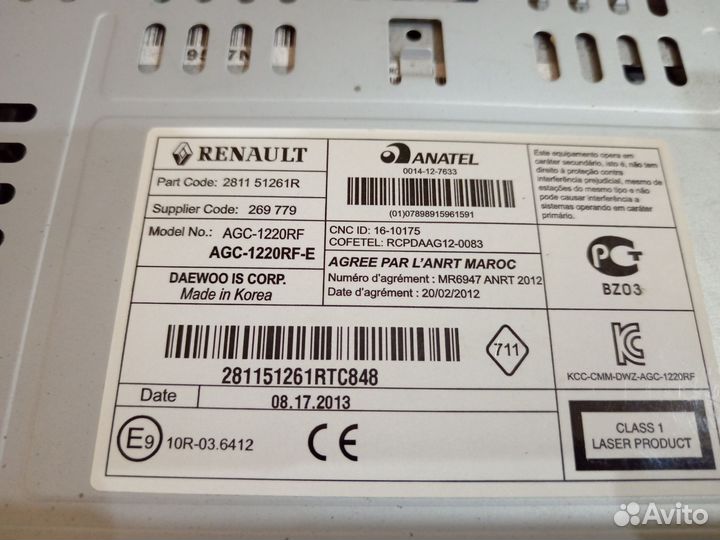 RENAULT
Part Code: 2811 51261R
Supplier Code: 269 779
Model No.: AGC-1220RF
AGC-1220RF-E
DAEWOO IS CORP.
Made in Korea
ANATEL
0014-12-7633
(01)07898915961591
CNC ID: 16-10175
COFETEL: RCPDAAG12-0083
AGREE PAR L'ANRT MAROC
Numéro d'agrément : MR6947 ANRT 2012
Date d'agrément : 20/02/2012
Este equipamento opera em
caráter secundário, isto é, não tem
direito à proteção contra
interferência prejudicial, mesmo de
estações do mesmo tipo e não
pode causar interferência a
sistemas operando em caráter
primário.
BZ03
281151261RTC848
711
KCC-CMM-DWZ-AGC-1220RF
Date
08.17.2013
E9
10R-03.6412
CE
CLASS 1
LASER PRODUCT
Avito